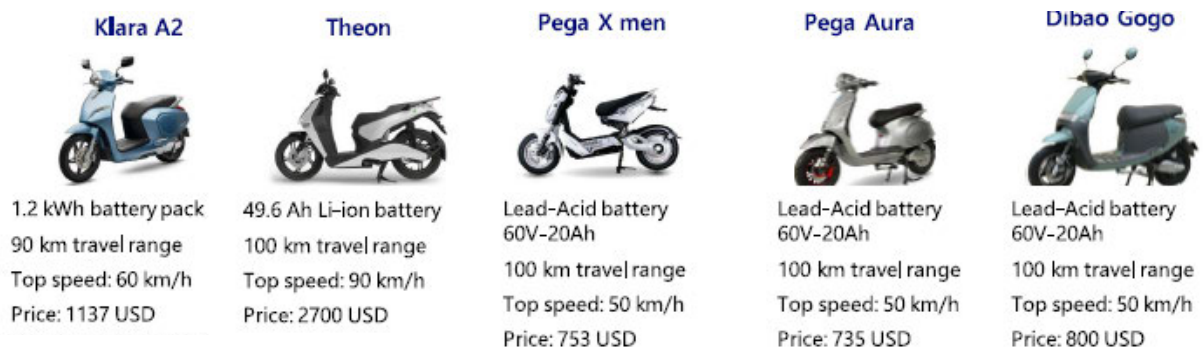 Klara A2
1.2 kWh battery pack
90 km travel range
Top speed: 60 km/h
Price: 1137 USD
Theon
49.6 Ah Li-ion battery
100 km travel range
Top speed: 90 km/h
Price: 2700 USD
Pega X men
Lead-Acid battery
60V-20Ah
100 km travel range
Top speed: 50 km/h
Price: 753 USD
Pega Aura
Lead-Acid battery
60V-20Ah
100 km travel range
Top speed: 50 km/h
Price: 735 USD
Dibao Gogo
Lead-Acid battery
60V-20Ah
100 km travel range
Top speed: 50 km/h
Price: 800 USD